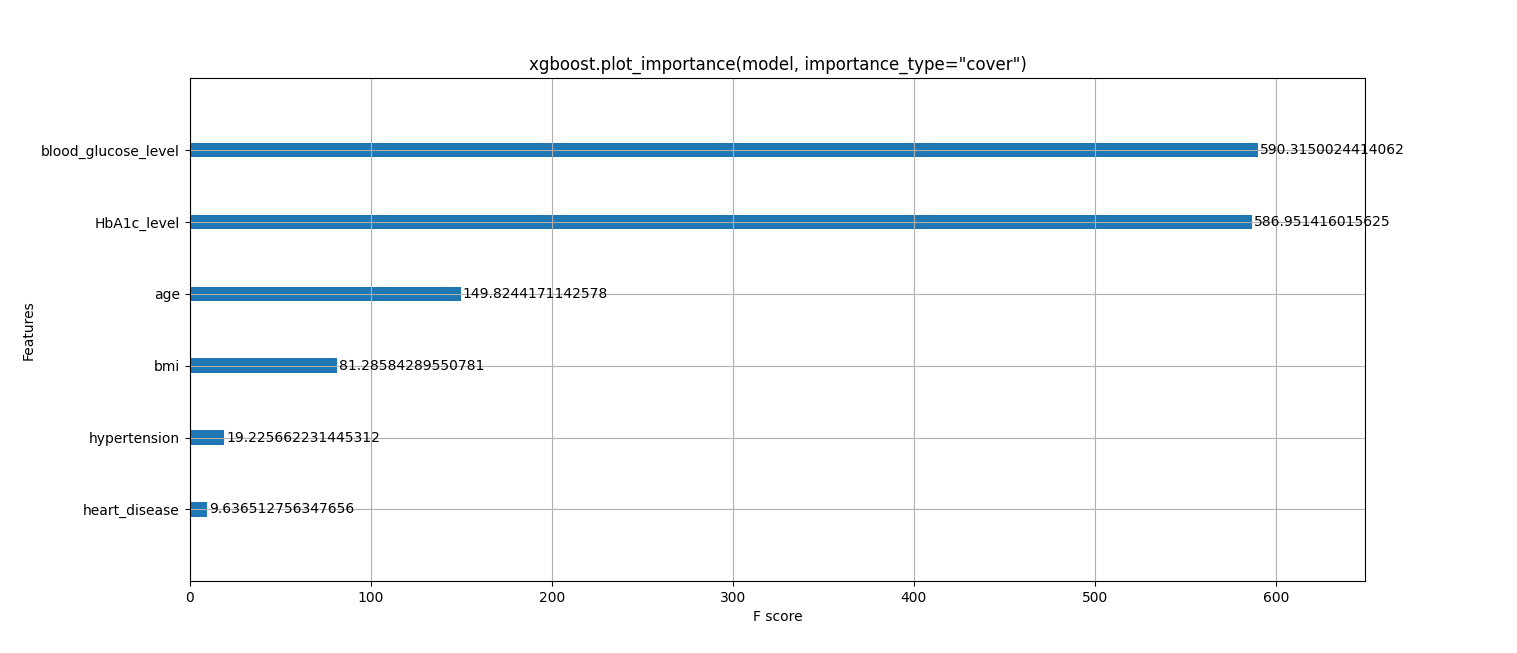 xgboost.plot_importance(model, importance_type="cover")
blood_glucose_level 590.3150024414062
HbA1c_level 586.951416015625
age 149.8244171142578
bmi 81.28584289550781
hypertension 19.225662231445312
heart_disease 9.636512756347656
Features
0 100 200 300 400 500 600
F score